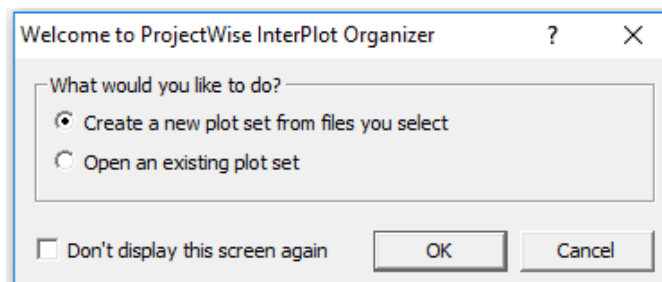 Welcome to ProjectWise InterPlot Organizer ?
What would you like to do?
Create a new plot set from files you select
Open an existing plot set
Don't display this screen again OK Cancel